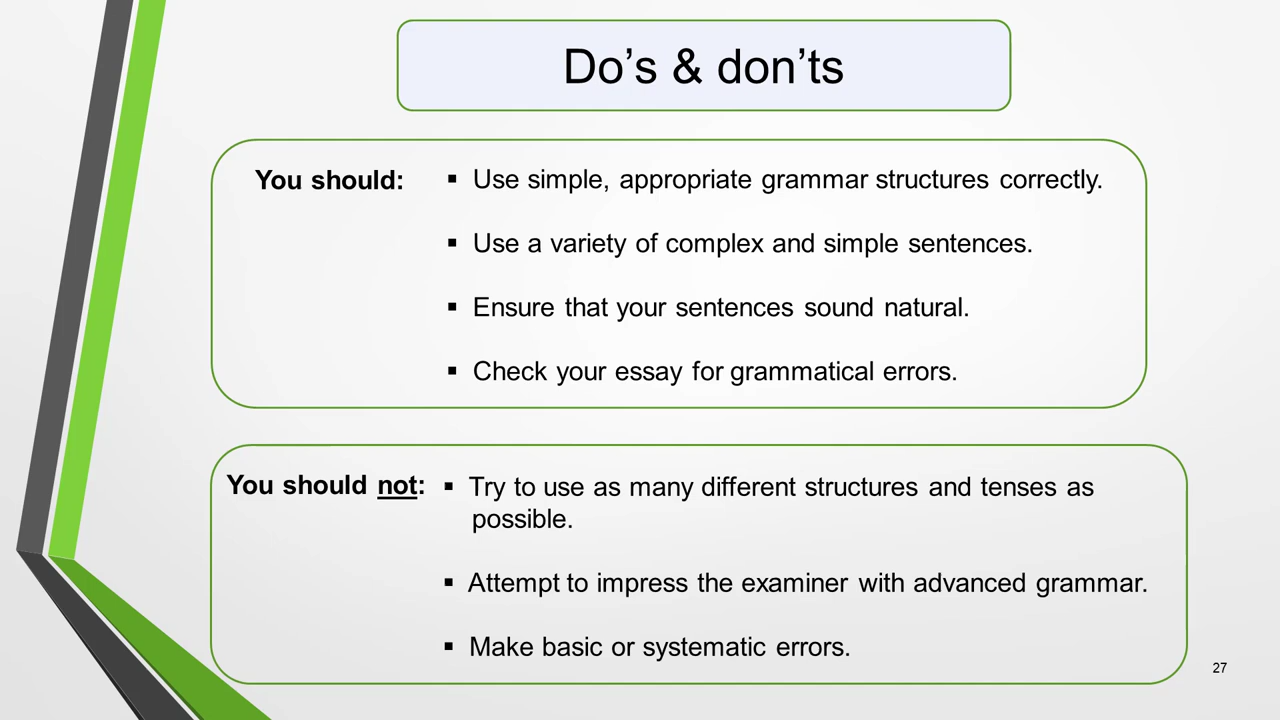 Do’s & don’ts
You should: ▪ Use simple, appropriate grammar structures correctly.
▪ Use a variety of complex and simple sentences.
▪ Ensure that your sentences sound natural.
▪ Check your essay for grammatical errors.
You should not: ▪ Try to use as many different structures and tenses as
possible.
▪ Attempt to impress the examiner with advanced grammar.
▪ Make basic or systematic errors.
27